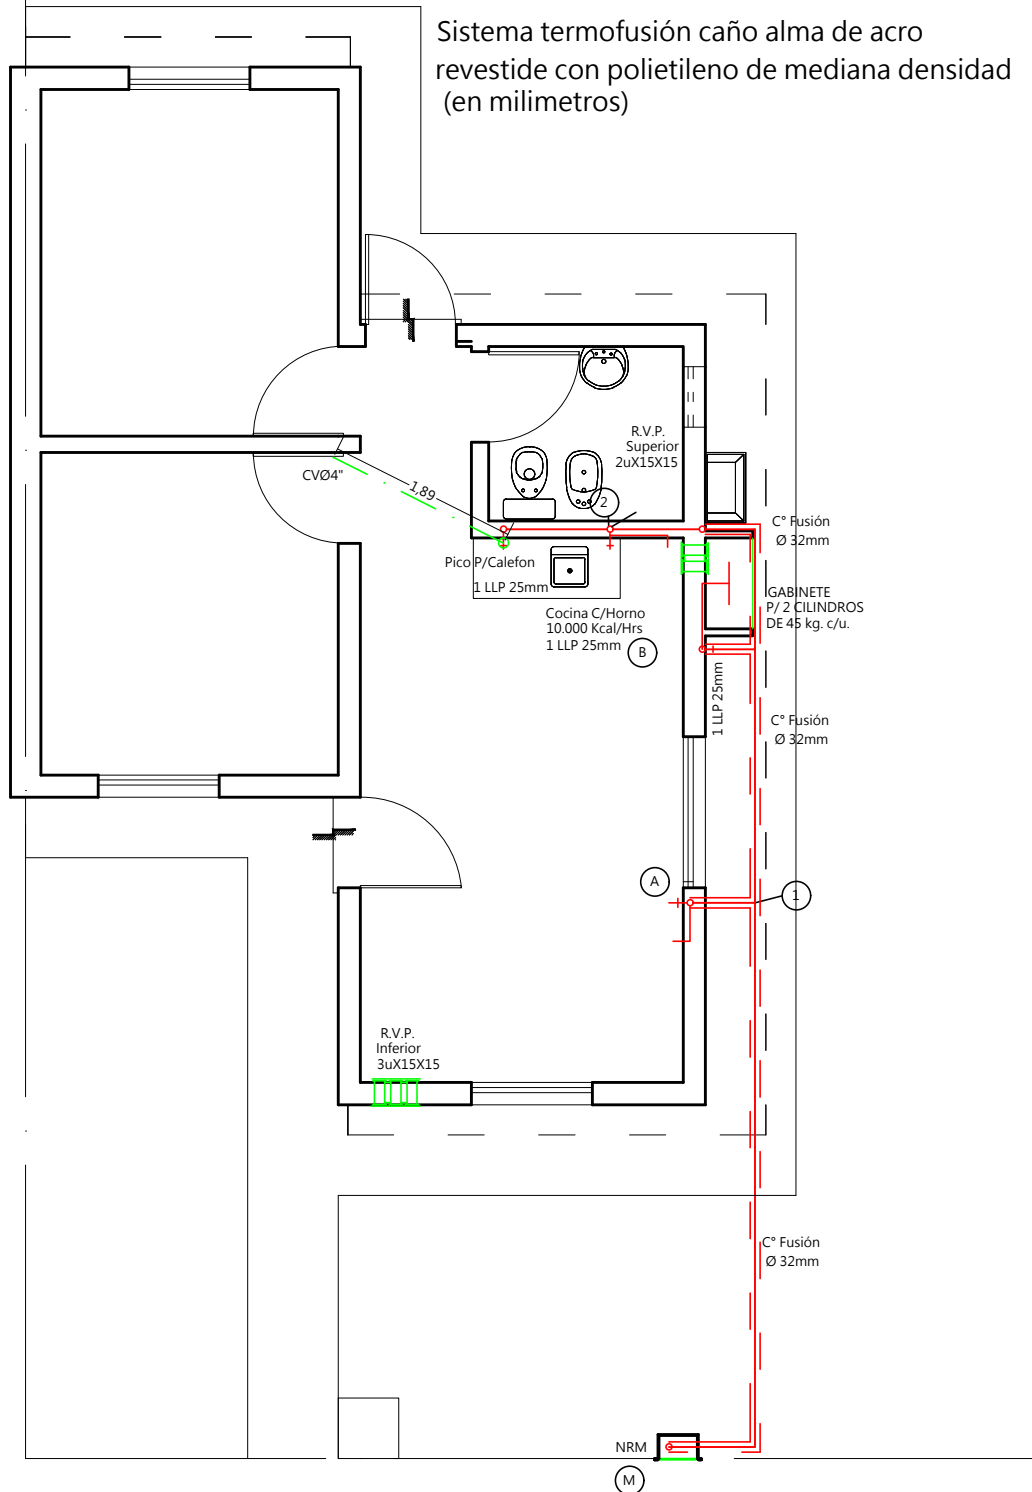 Sistema termofusión caño alma de acro
revestide con polietileno de mediana densidad
(en milimetros)
R.V.P.
Superior
2uX15X15
CVØ4"
1,89
2
C° Fusión
Ø 32mm
Pico P/Calefon
1 LLP 25mm
GABINETE
P/ 2 CILINDROS
DE 45 kg. c/u.
Cocina C/Horno
10.000 Kcal/Hrs
1 LLP 25mm
B
1 LLP 25mm
C° Fusión
Ø 32mm
A
1
R.V.P.
Inferior
3uX15X15
C° Fusión
Ø 32mm
NRM
M